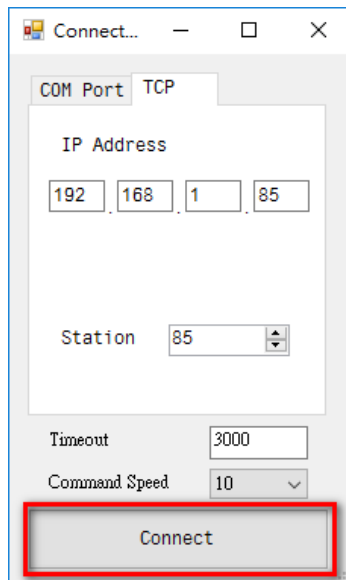 Connect...
COM Port TCP
IP Address
192 . 168 . 1 . 85
Station 85
Timeout 3000
Command Speed 10
Connect